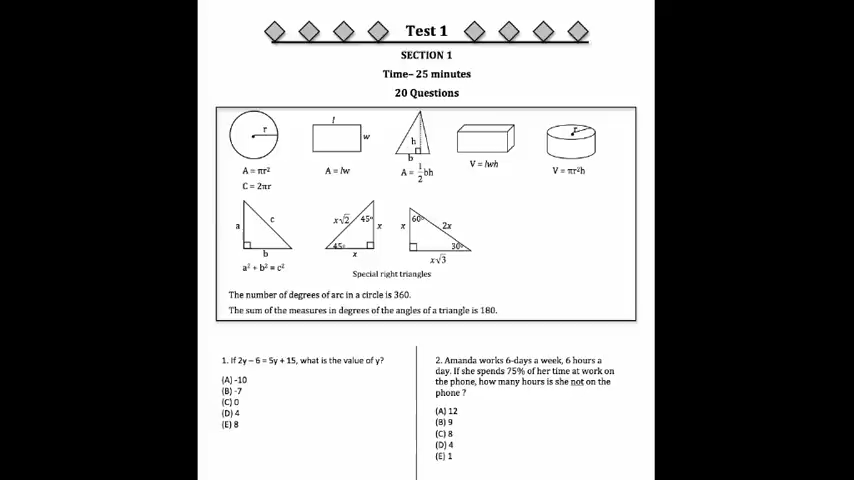 Test 1
SECTION 1
Time– 25 minutes
20 Questions
r
l
w
h
b
r
A = πr²
C = 2πr
A = lw
A = 1/2 bh
V = lwh
V = πr²h
a
c
b
a² + b² = c²
x√2
45°
x
45°
x
x
60°
2x
30°
x√3
Special right triangles
The number of degrees of arc in a circle is 360.
The sum of the measures in degrees of the angles of a triangle is 180.
1. If 2y – 6 = 5y + 15, what is the value of y?
(A) -10
(B) -7
(C) 0
(D) 4
(E) 8
2. Amanda works 6-days a week, 6 hours a
day. If she spends 75% of her time at work on
the phone, how many hours is she not on the
phone ?
(A) 12
(B) 9
(C) 8
(D) 4
(E) 1